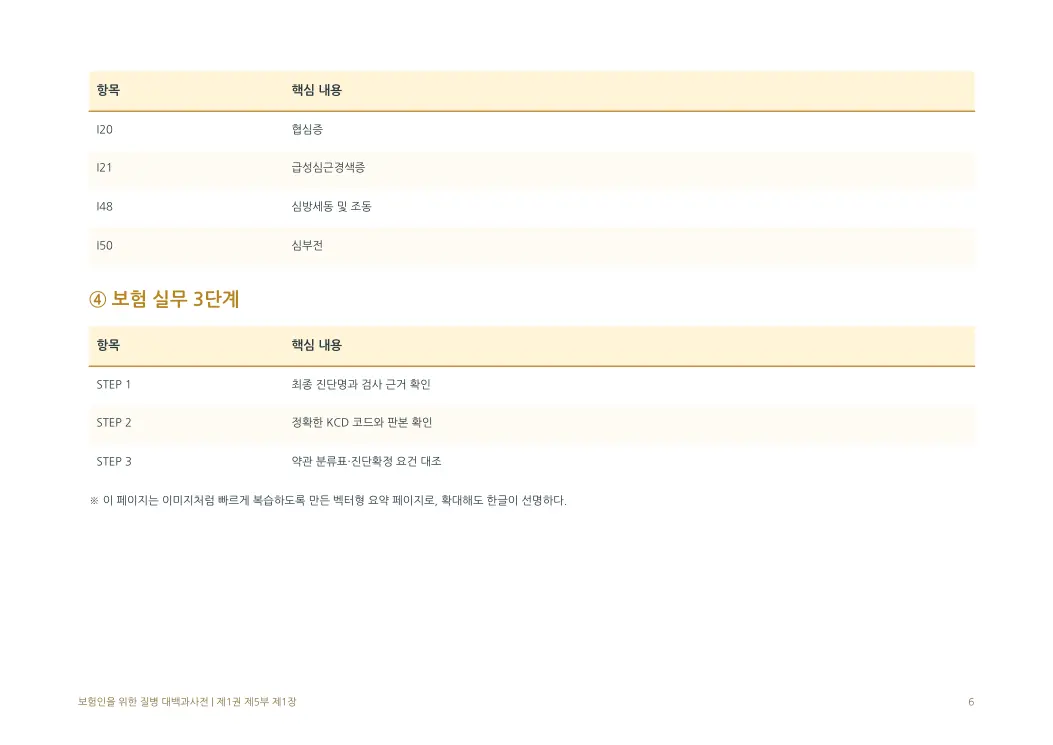 항목 핵심 내용
I20 협심증
I21 급성심근경색증
I48 심방세동 및 조동
I50 심부전
④ 보험 실무 3단계
항목 핵심 내용
STEP 1 최종 진단명과 검사 근거 확인
STEP 2 정확한 KCD 코드와 판본 확인
STEP 3 약관 분류표·진단확정 요건 대조
※ 이 페이지는 이미지처럼 빠르게 복습하도록 만든 벡터형 요약 페이지로, 확대해도 한글이 선명하다.
보험인을 위한 질병 대백과사전 | 제1권 제5부 제1장 6